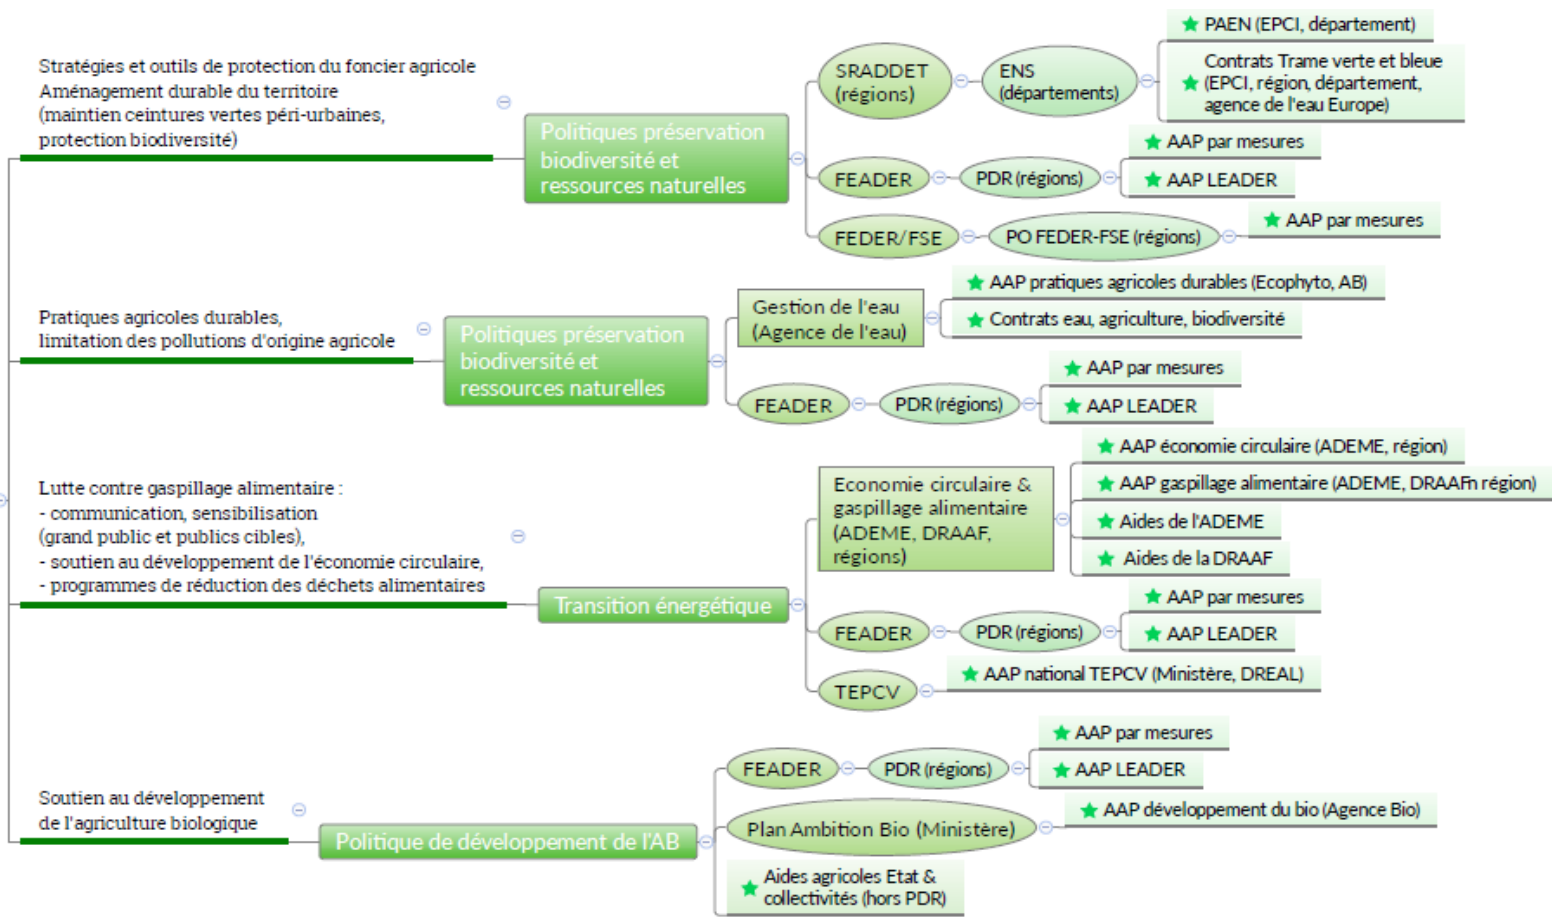 Stratégies et outils de protection du foncier agricole
Aménagement durable du territoire
(maintien ceintures vertes péri-urbaines,
protection biodiversité)
Politiques préservation
biodiversité et
ressources naturelles
SRADDET
(régions)
ENS
(départements)
PAEN (EPCI, département)
Contrats Trame verte et bleue
(EPCI, région, département,
agence de l'eau Europe)
FEADER
PDR (régions)
AAP par mesures
AAP LEADER
FEDER/FSE
PO FEDER-FSE (régions)
AAP par mesures
Pratiques agricoles durables,
limitation des pollutions d'origine agricole
Politiques préservation
biodiversité et
ressources naturelles
Gestion de l'eau
(Agence de l'eau)
AAP pratiques agricoles durables (Ecophyto, AB)
Contrats eau, agriculture, biodiversité
FEADER
PDR (régions)
AAP par mesures
AAP LEADER
Lutte contre gaspillage alimentaire :
- communication, sensibilisation
(grand public et publics cibles),
- soutien au développement de l'économie circulaire,
- programmes de réduction des déchets alimentaires
Transition énergétique
Economie circulaire &
gaspillage alimentaire
(ADEME, DRAAF,
régions)
AAP économie circulaire (ADEME, région)
AAP gaspillage alimentaire (ADEME, DRAAFn région)
Aides de l'ADEME
Aides de la DRAAF
FEADER
PDR (régions)
AAP par mesures
AAP LEADER
TEPCV
AAP national TEPCV (Ministère, DREAL)
Soutien au développement
de l'agriculture biologique
Politique de développement de l'AB
FEADER
PDR (régions)
AAP par mesures
AAP LEADER
Plan Ambition Bio (Ministère)
AAP développement du bio (Agence Bio)
Aides agricoles Etat &
collectivités (hors PDR)